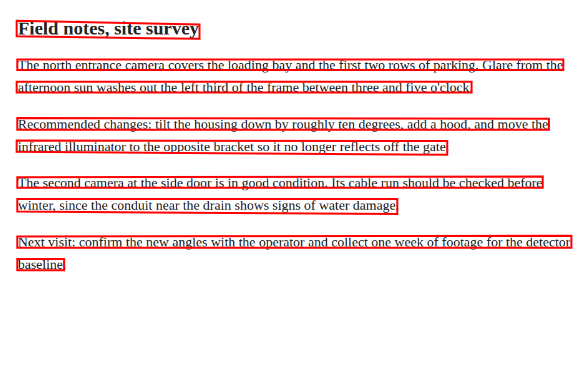 Field notes, site survey
The north entrance camera covers the loading bay and the first two rows of parking. Glare from the
afternoon sun washes out the left third of the frame between three and five o'clock
Recommended changes: tilt the housing down by roughly ten degrees, add a hood, and move the
infrared illuminator to the opposite bracket so it no longer reflects off the gate
The second camera at the side door is in good condition. Its cable run should be checked before
winter, since the conduit near the drain shows signs of water damage
Next visit: confirm the new angles with the operator and collect one week of footage for the detector
baseline